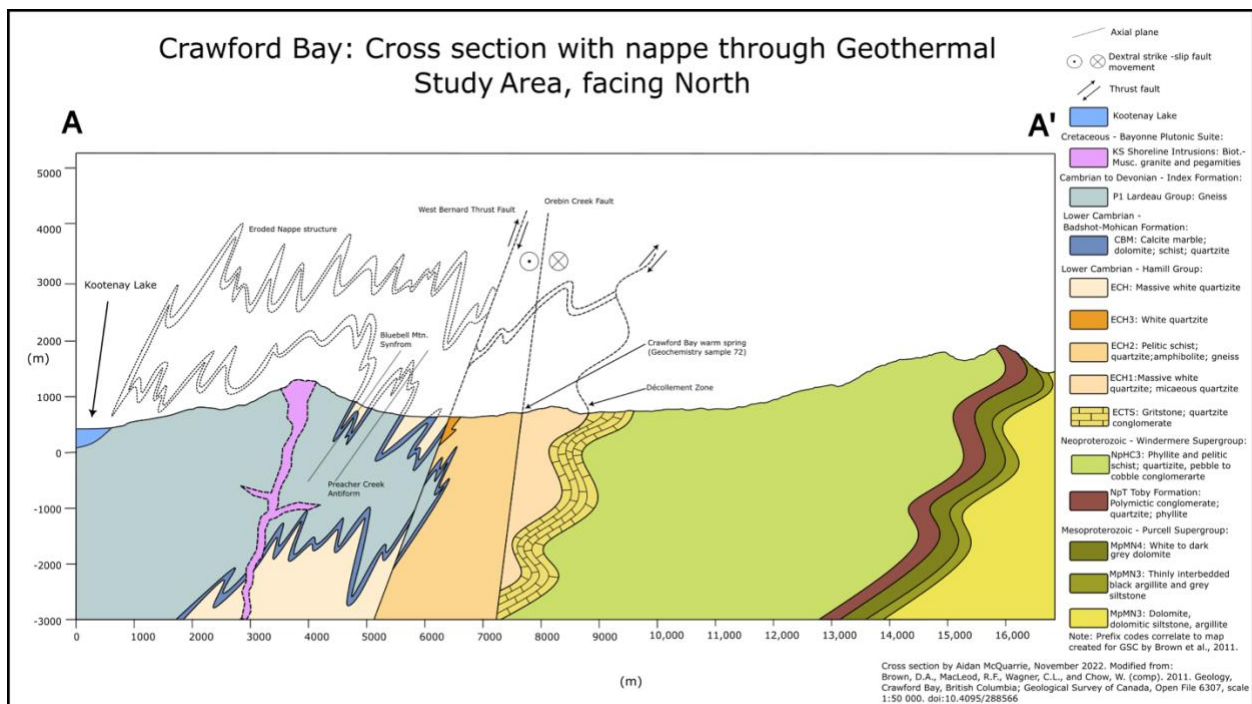 Crawford Bay: Cross section with nappe through Geothermal
Study Area, facing North
A
A'
5000
4000
3000
2000
(m)
1000
0
-1000
-2000
-3000
0
1000
2000
3000
4000
5000
6000
7000
8000
9000
10,000
11,000
12,000
13,000
14,000
15,000
16,000
(m)
Kootenay Lake
Eroded Nappe structure
West Bernard Thrust Fault
Orebin Creek Fault
Bluebell Mtn.
Synfrom
Preacher Creek
Antiform
Crawford Bay warm spring
(Geochemistry sample 72)
Décollement Zone
Axial plane
Dextral strike -slip fault
movement
Thrust fault
Kootenay Lake
Cretaceous - Bayonne Plutonic Suite:
KS Shoreline Intrusions: Biot.-
Musc. granite and pegamities
Cambrian to Devonian - Index Formation:
P1 Lardeau Group: Gneiss
Lower Cambrian -
Badshot-Mohican Formation:
CBM: Calcite marble;
dolomite; schist; quartzite
Lower Cambrian - Hamill Group:
ECH: Massive white quartzite
ECH3: White quartzite
ECH2: Pelitic schist;
quartzite;amphibolite; gneiss
ECH1:Massive white
quartzite; micaeous quartzite
ECTS: Gritstone; quartzite
conglomerate
Neoproterozoic - Windermere Supergroup:
NpHC3: Phyllite and pelitic
schist; quartizite, pebble to
cobble conglomerarte
NpT Toby Formation:
Polymictic conglomerate;
quartzite; phyllite
Mesoproterozoic - Purcell Supergroup:
MpMN4: White to dark
grey dolomite
MpMN3: Thinly interbedded
black argillite and grey
siltstone
MpMN3: Dolomite,
dolomitic siltstone, argillite
Note: Prefix codes correlate to map
created for GSC by Brown et al., 2011.
Cross section by Aidan McQuarrie, November 2022. Modified from:
Brown, D.A., MacLeod, R.F., Wagner, C.L., and Chow, W. (comp). 2011. Geology,
Crawford Bay, British Columbia; Geological Survey of Canada, Open File 6307, scale
1:50 000. doi:10.4095/288566